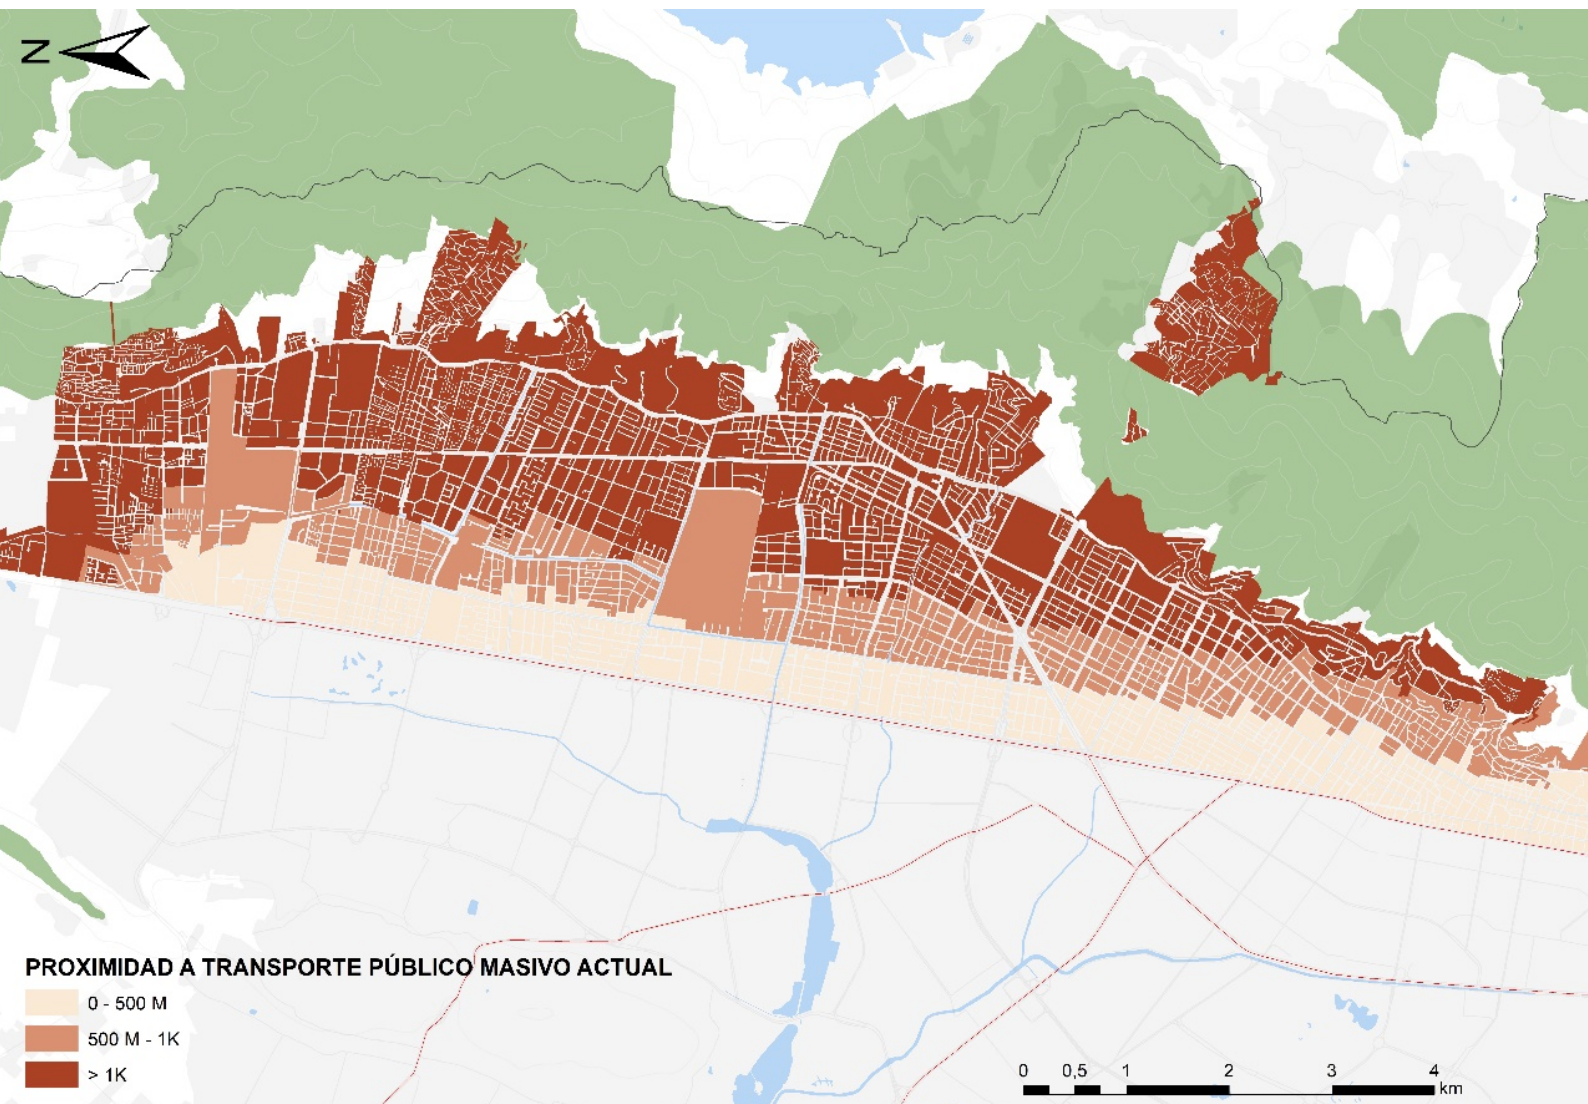 N
PROXIMIDAD A TRANSPORTE PÚBLICO MASIVO ACTUAL
0 - 500 M
500 M - 1K
> 1K
0 0,5 1 2 3 4
km